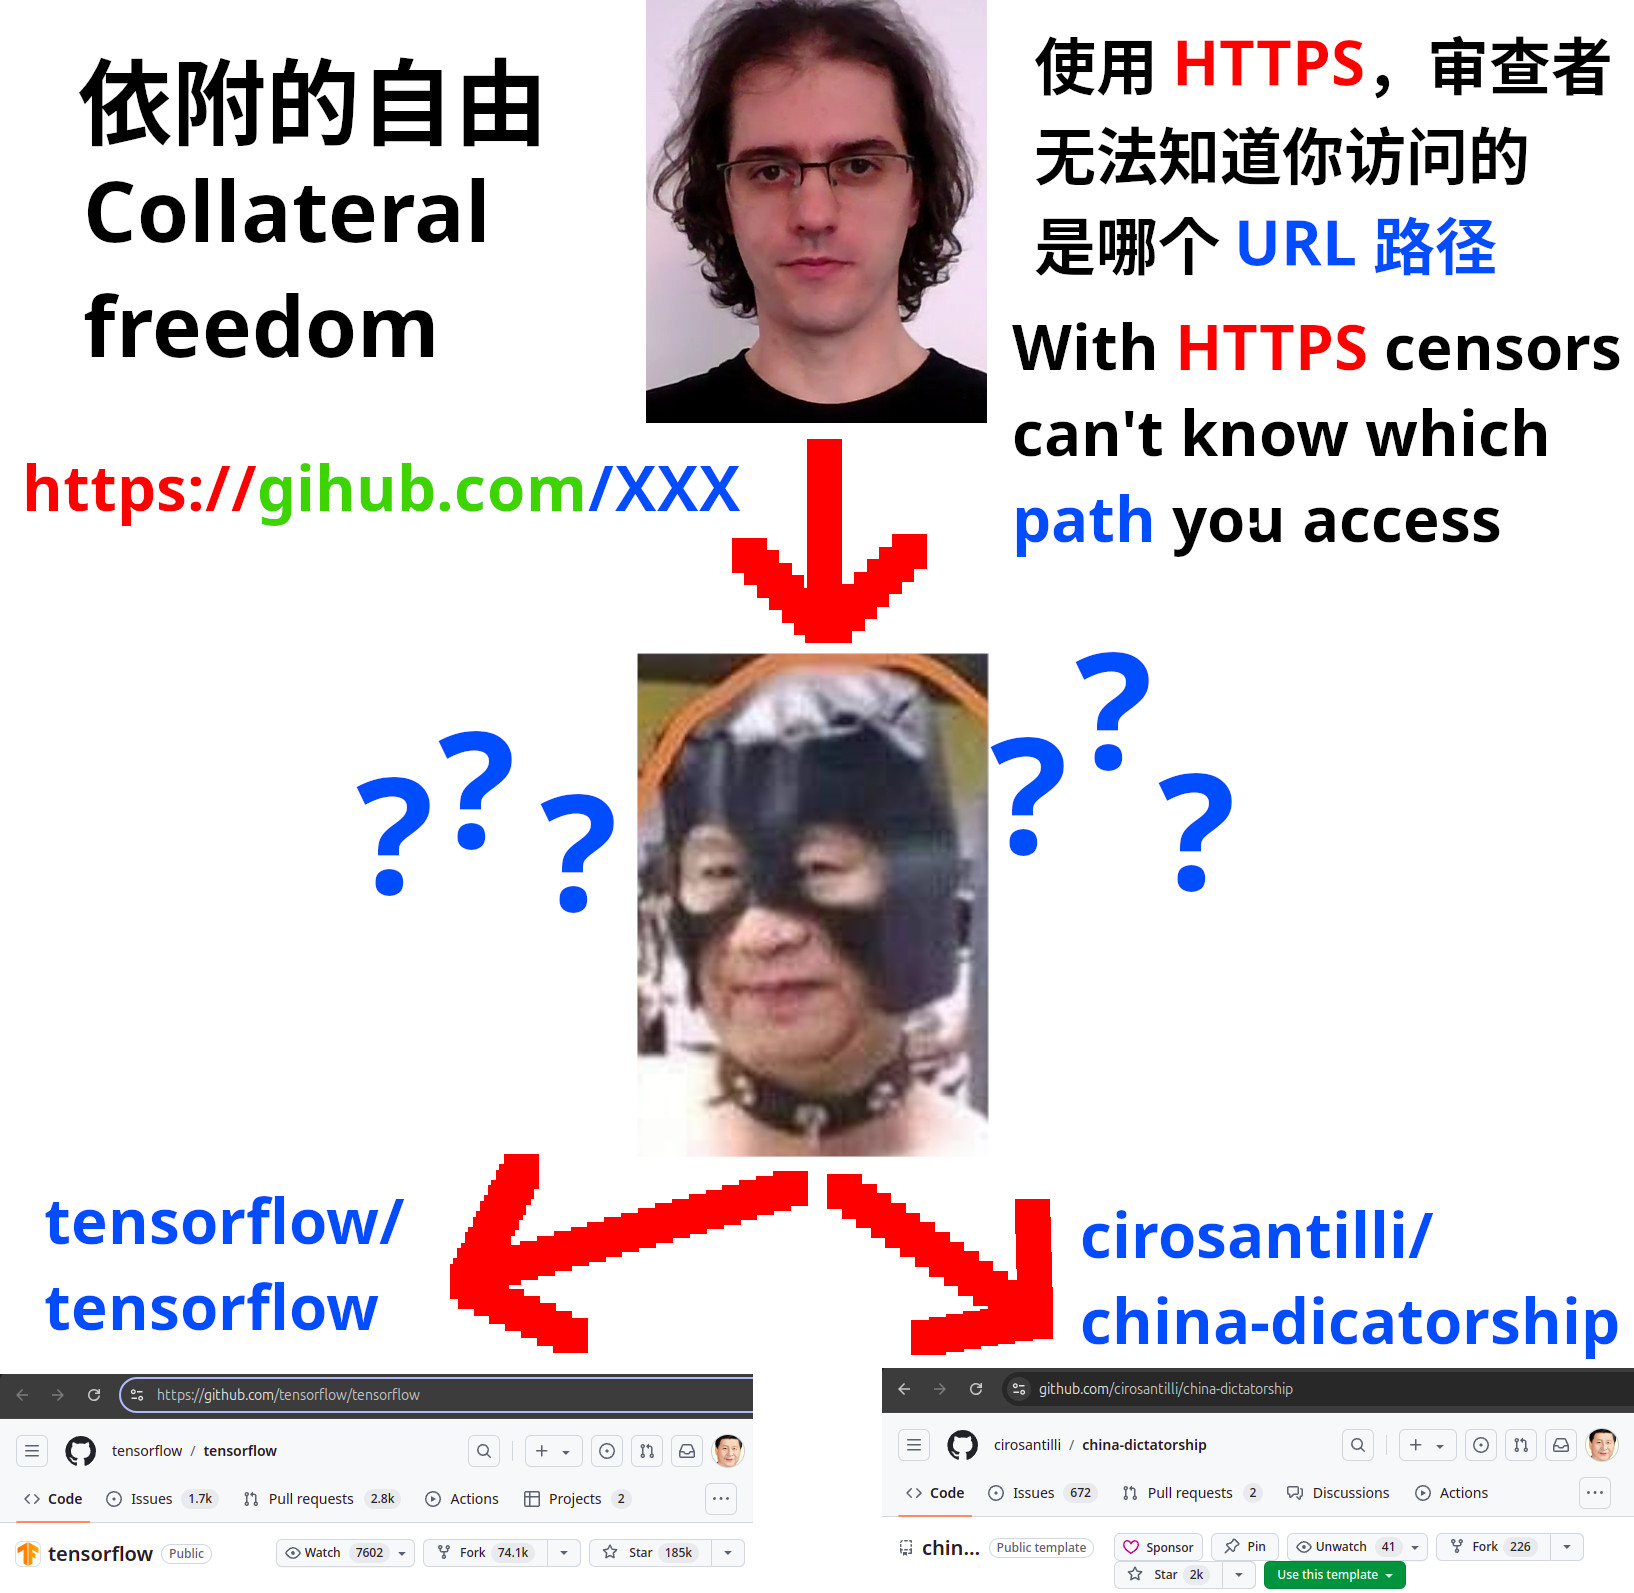 依附的自由
Collateral
freedom
使用 HTTPS，审查者
无法知道你访问的
是哪个 URL 路径
With HTTPS censors
can't know which
path you access
https://gihub.com/XXX
? ? ?
? ? ?
tensorflow/
tensorflow
cirosantilli/
china-dicatorship
https://github.com/tensorflow/tensorflow
tensorflow / tensorflow
Code Issues 1.7k Pull requests 2.8k Actions Projects 2
tensorflow Public Watch 7602 Fork 74.1k Star 185k
github.com/cirosantilli/china-dictatorship
cirosantilli / china-dictatorship
Code Issues 672 Pull requests 2 Discussions Actions
chin... Public template Sponsor Pin Unwatch 41 Fork 226
Star 2k Use this template